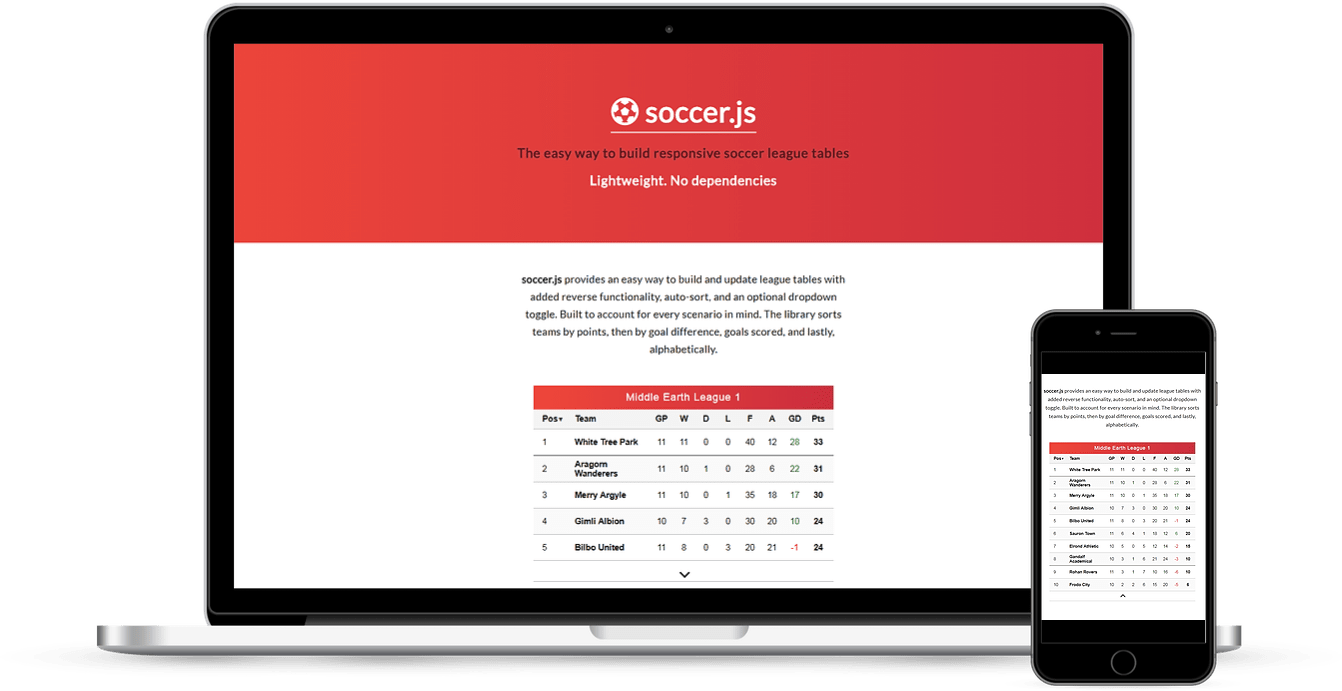 soccer.js
The easy way to build responsive soccer league tables
Lightweight. No dependencies
soccer.js provides an easy way to build and update league tables with
added reverse functionality, auto-sort, and an optional dropdown
toggle. Built to account for every scenario in mind. The library sorts
teams by points, then by goal difference, goals scored, and lastly,
alphabetically.
Middle Earth League 1
Pos Team GP W D L F A GD Pts
1 White Tree Park 11 11 0 0 40 12 28 33
2 Aragorn Wanderers 11 10 1 0 28 6 22 31
3 Merry Argyle 11 10 0 1 35 18 17 30
4 Gimli Albion 10 7 3 0 30 20 10 24
5 Bilbo United 11 8 0 3 20 21 -1 24
soccer.js provides an easy way to build and update league tables with
added reverse functionality, auto-sort, and an optional dropdown
toggle. Built to account for every scenario in mind. The library sorts
teams by points, then by goal difference, goals scored, and lastly,
alphabetically.
Middle Earth League 1
Pos Team GP W D L F A GD Pts
1 White Tree Park 11 11 0 0 40 12 28 33
2 Aragorn Wanderers 11 10 1 0 28 6 22 31
3 Merry Argyle 11 10 0 1 35 18 17 30
4 Gimli Albion 10 7 3 0 30 20 10 24
5 Bilbo United 11 8 0 3 20 21 -1 24
6 Sauron Town 11 6 4 1 18 12 6
7 Elrond Athletic 10 5 0 5 12 14 -2 15
8 Gandalf Academical 10 3 1 6 21 24 -3 10
9 Rohan Rovers 11 3 1 7 10 16 -6 10
10 Frodo City 10 2 2 6 15 20 -5 8